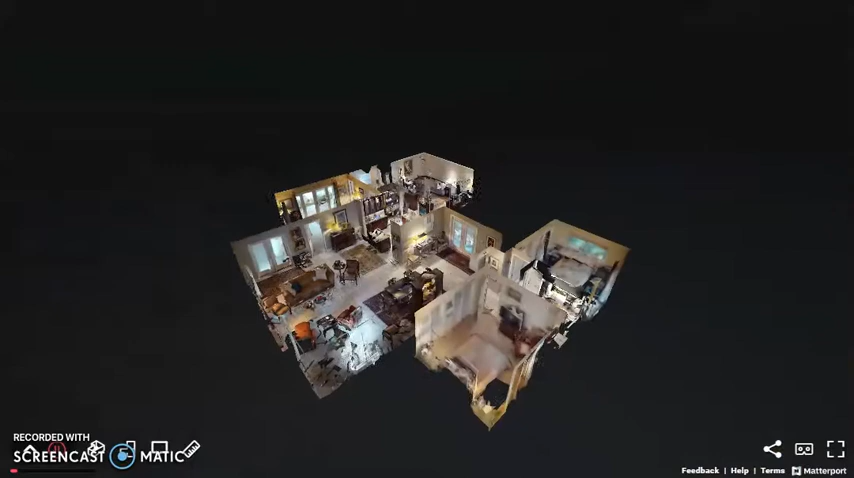 RECORDED WITH
SCREENCAST MATIC
Feedback | Help | Terms Matterport